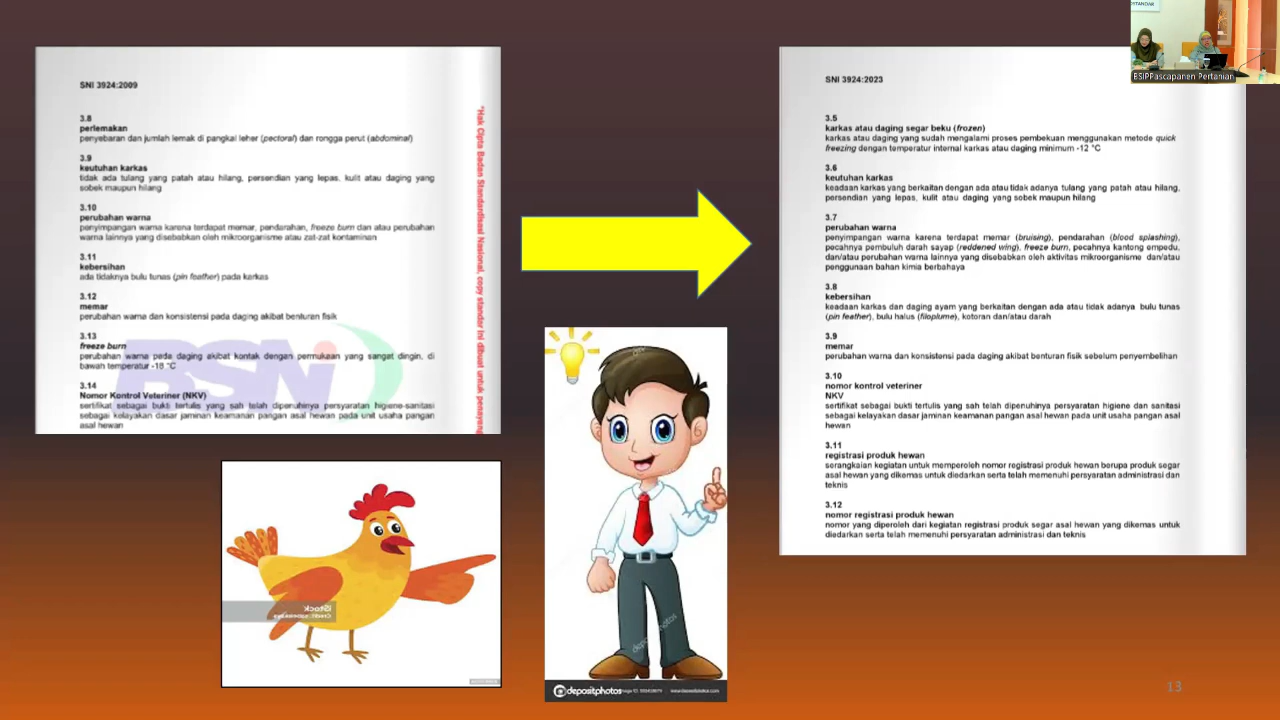 SNI 3924:2009
3.8
perlemakan
penyebaran dan jumlah lemak di pangkal leher (pectoral) dan rongga perut (abdominal)
3.9
keutuhan karkas
tidak ada tulang yang patah atau hilang, persendian yang lepas, kulit atau daging yang
sobek maupun hilang
3.10
perubahan warna
penyimpangan warna karena terdapat memar, pendarahan, freeze burn dan atau perubahan
warna lainnya yang disebabkan oleh mikroorganisme atau zat-zat kontaminan
3.11
kebersihan
ada tidaknya bulu tunas (pin feather) pada karkas
3.12
memar
perubahan warna dan konsistensi pada daging akibat benturan fisik
3.13
freeze burn
perubahan warna pada daging akibat kontak dengan permukaan yang sangat dingin, di
bawah temperatur -18 °C
3.14
Nomor Kontrol Veteriner (NKV)
sertifikat sebagai bukti tertulis yang sah telah dipenuhinya persyaratan higiene-sanitasi
sebagai kelayakan dasar jaminan keamanan pangan asal hewan pada unit usaha pangan
asal hewan
"Hak Cipta Badan Standardisasi Nasional, copy standar ini dibuat untuk penayang
BSN
SNI 3924:2023
3.5
karkas atau daging segar beku (frozen)
karkas atau daging yang sudah mengalami proses pembekuan menggunakan metode quick
freezing dengan temperatur internal karkas atau daging minimum -12 °C
3.6
keutuhan karkas
keadaan karkas yang berkaitan dengan ada atau tidak adanya tulang yang patah atau hilang,
persendian yang lepas, kulit atau daging yang sobek maupun hilang
3.7
perubahan warna
penyimpangan warna karena terdapat memar (bruising), pendarahan (blood splashing),
pecahnya pembuluh darah sayap (reddened wing), freeze burn, pecahnya kantong empedu,
dan/atau perubahan warna lainnya yang disebabkan oleh aktivitas mikroorganisme dan/atau
penggunaan bahan kimia berbahaya
3.8
kebersihan
keadaan karkas dan daging ayam yang berkaitan dengan ada atau tidak adanya bulu tunas
(pin feather), bulu halus (filoplume), kotoran dan/atau darah
3.9
memar
perubahan warna dan konsistensi pada daging akibat benturan fisik sebelum penyembelihan
3.10
nomor kontrol veteriner
NKV
sertifikat sebagai bukti tertulis yang sah telah dipenuhinya persyaratan higiene dan sanitasi
sebagai kelayakan dasar jaminan keamanan pangan asal hewan pada unit usaha pangan asal
hewan
3.11
registrasi produk hewan
serangkaian kegiatan untuk memperoleh nomor registrasi produk hewan berupa produk segar
asal hewan yang dikemas untuk diedarkan serta telah memenuhi persyaratan administrasi dan
teknis
3.12
nomor registrasi produk hewan
nomor yang diperoleh dari kegiatan registrasi produk segar asal hewan yang dikemas untuk
diedarkan serta telah memenuhi persyaratan administrasi dan teknis
BSIPPascapanen Pertanian
iStock
depositphotos
depositphotos
13